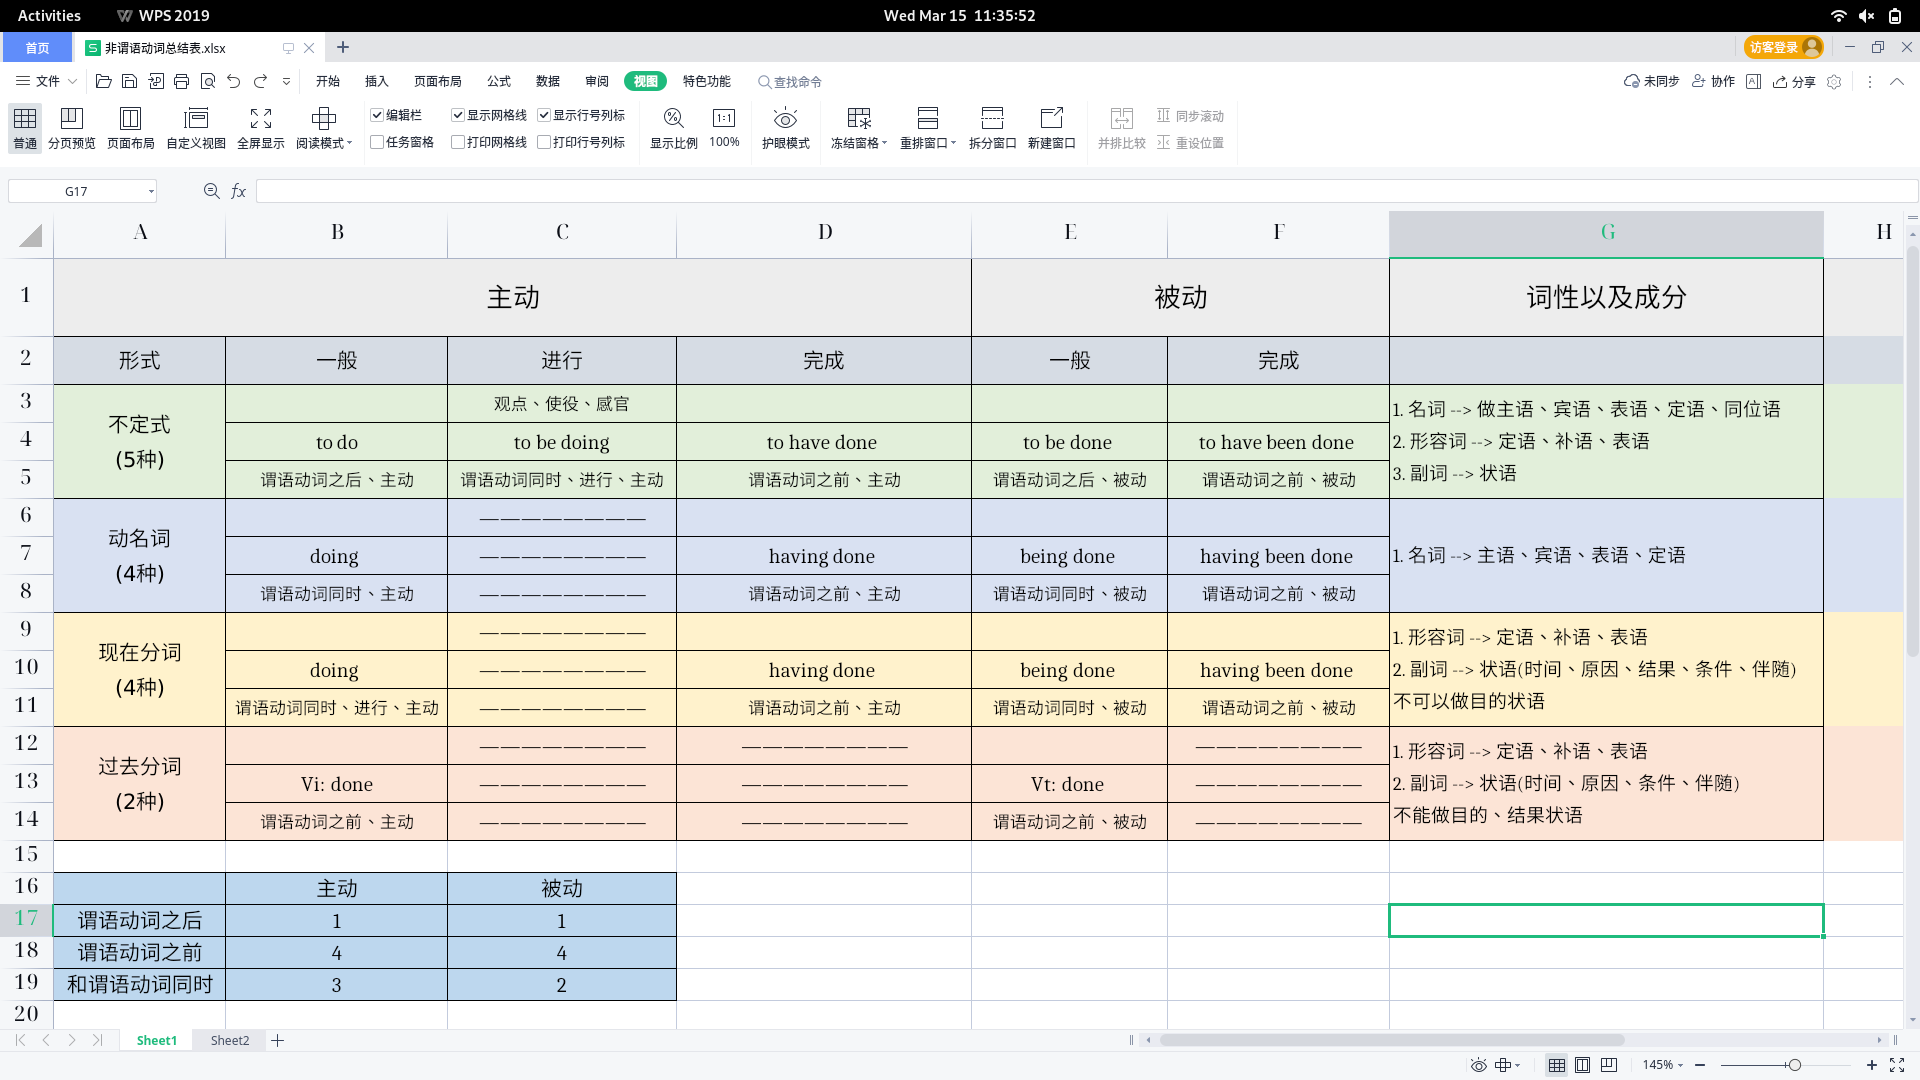 Activities WPS 2019 Wed Mar 15 11:35:52
首页 非谓语动词总结表.xlsx 访客登录
文件 开始 插入 页面布局 公式 数据 审阅 视图 特色功能 查找命令 未同步 协作 分享
编辑栏 显示网格线 显示行号列标
任务窗格 打印网格线 打印行号列标
普通 分页预览 页面布局 自定义视图 全屏显示 阅读模式 显示比例 100% 护眼模式 冻结窗格 重排窗口 拆分窗口 新建窗口 并排比较 同步滚动
重设位置
G17 fx
A B C D E F G H
1 主动 被动 词性以及成分
2 形式 一般 进行 完成 一般 完成
3 观点、使役、感官
不定式
(5种)
4 to do to be doing to have done to be done to have been done
5 谓语动词之后、主动 谓语动词同时、进行、主动 谓语动词之前、主动 谓语动词之后、被动 谓语动词之前、被动
1. 名词 --> 做主语、宾语、表语、定语、同位语
2. 形容词 --> 定语、补语、表语
3. 副词 --> 状语
6 ————————
动名词
(4种)
7 doing ———————— having done being done having been done
8 谓语动词同时、主动 ———————— 谓语动词之前、主动 谓语动词同时、被动 谓语动词之前、被动
1. 名词 --> 主语、宾语、表语、定语
9 ————————
现在分词
(4种)
10 doing ———————— having done being done having been done
11 谓语动词同时、进行、主动 ———————— 谓语动词之前、主动 谓语动词同时、被动 谓语动词之前、被动
1. 形容词 --> 定语、补语、表语
2. 副词 --> 状语(时间、原因、结果、条件、伴随)
不可以做目的状语
12 ———————— ———————— ————————
过去分词
(2种)
13 Vi: done ———————— ———————— Vt: done ————————
14 谓语动词之前、主动 ———————— ———————— 谓语动词之前、被动 ————————
1. 形容词 --> 定语、补语、表语
2. 副词 --> 状语(时间、原因、条件、伴随)
不能做目的、结果状语
15
16 主动 被动
17 谓语动词之后 1 1
18 谓语动词之前 4 4
19 和谓语动词同时 3 2
20
Sheet1 Sheet2
145%